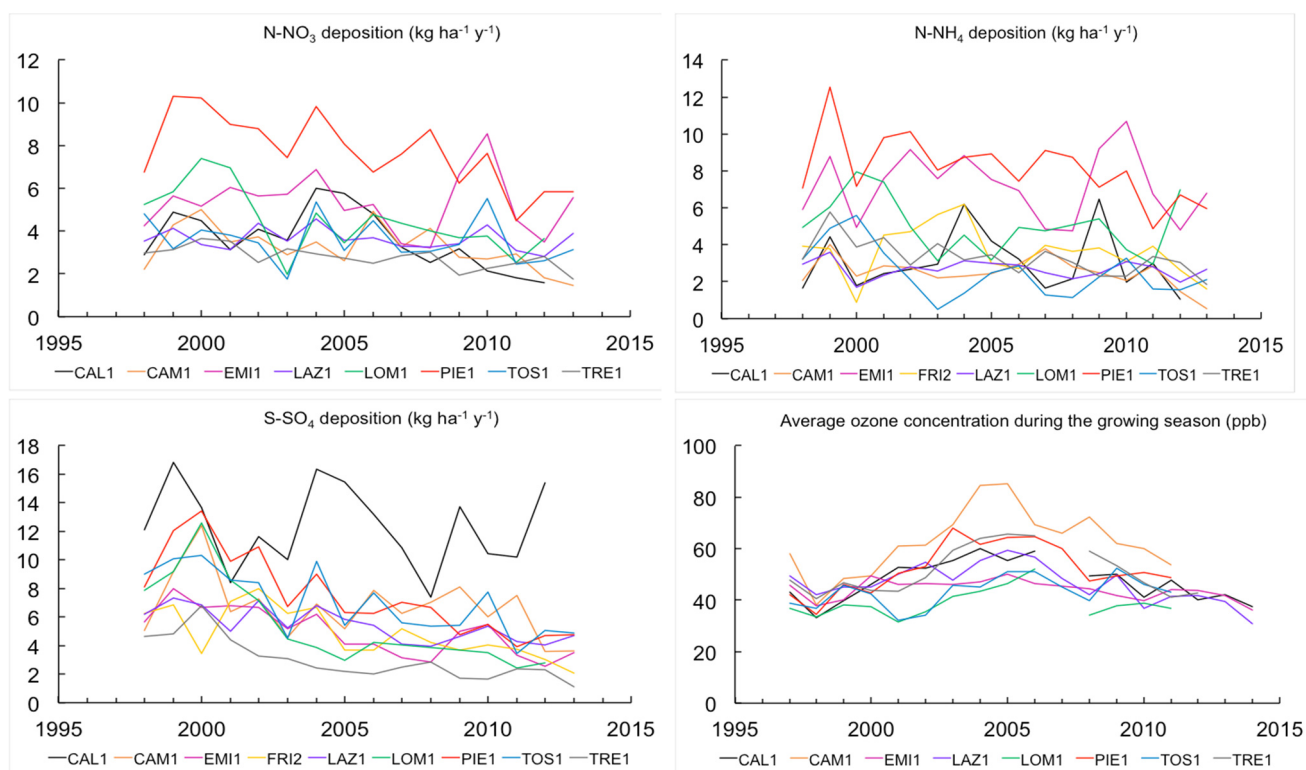 N-NO₃ deposition (kg ha⁻¹ y⁻¹)
12
10
8
6
4
2
0
1995 2000 2005 2010 2015
CAL1 CAM1 EMI1 LAZ1 LOM1 PIE1 TOS1 TRE1
N-NH₄ deposition (kg ha⁻¹ y⁻¹)
14
12
10
8
6
4
2
0
1995 2000 2005 2010 2015
CAL1 CAM1 EMI1 FRI2 LAZ1 LOM1 PIE1 TOS1 TRE1
S-SO₄ deposition (kg ha⁻¹ y⁻¹)
18
16
14
12
10
8
6
4
2
0
1995 2000 2005 2010 2015
CAL1 CAM1 EMI1 FRI2 LAZ1 LOM1 PIE1 TOS1 TRE1
Average ozone concentration during the growing season (ppb)
100
80
60
40
20
0
1995 2000 2005 2010 2015
CAL1 CAM1 EMI1 LAZ1 LOM1 PIE1 TOS1 TRE1